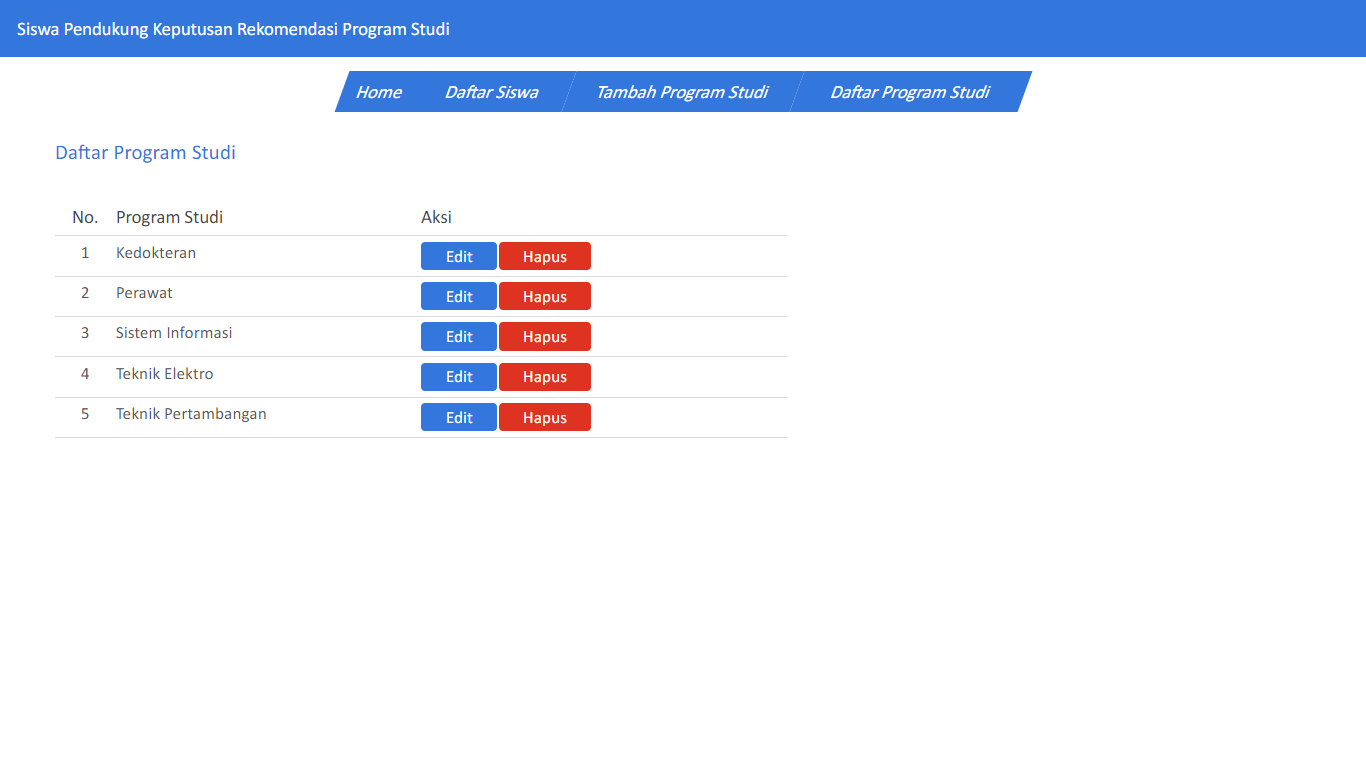 Siswa Pendukung Keputusan Rekomendasi Program Studi
Home Daftar Siswa Tambah Program Studi Daftar Program Studi
Daftar Program Studi
No. Program Studi Aksi
1 Kedokteran Edit Hapus
2 Perawat Edit Hapus
3 Sistem Informasi Edit Hapus
4 Teknik Elektro Edit Hapus
5 Teknik Pertambangan Edit Hapus